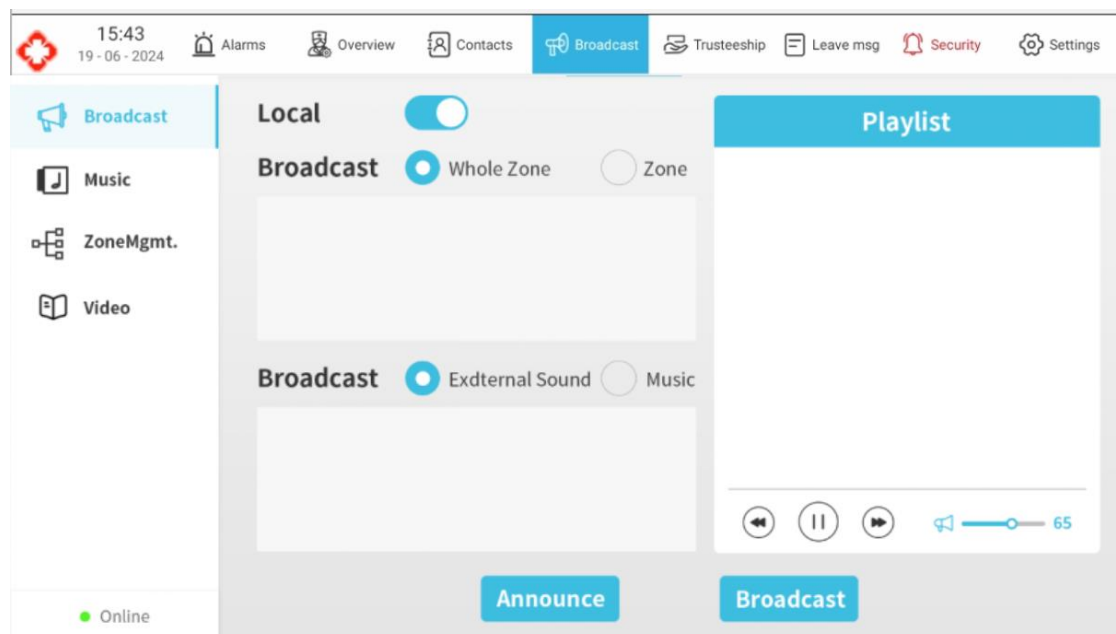 15:43
19 - 06 - 2024
Alarms
Overview
Contacts
Broadcast
Trusteeship
Leave msg
Security
Settings
Broadcast
Music
ZoneMgmt.
Video
Online
Local
Broadcast
Whole Zone
Zone
Broadcast
Exdternal Sound
Music
Playlist
65
Announce
Broadcast